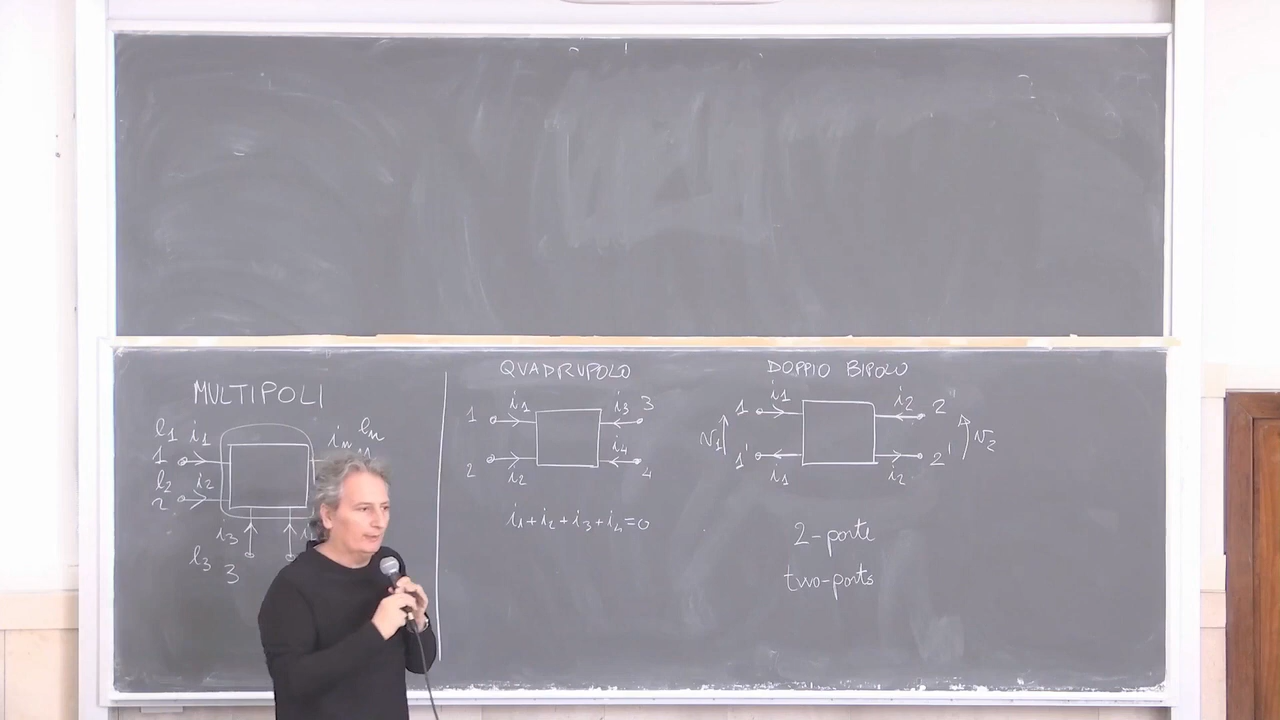 MULTIPOLI
l1 i1 in ln
1
l2 i2
2
i3
l3 3
QUADRUPOLO
1 i1 i3 3
2 i2 i4 4
i1+i2+i3+i4=0
DOPPIO BIPOLO
1 i1 i2 2
v1 v2
1' i1 i2 2'
2-porte
two-ports